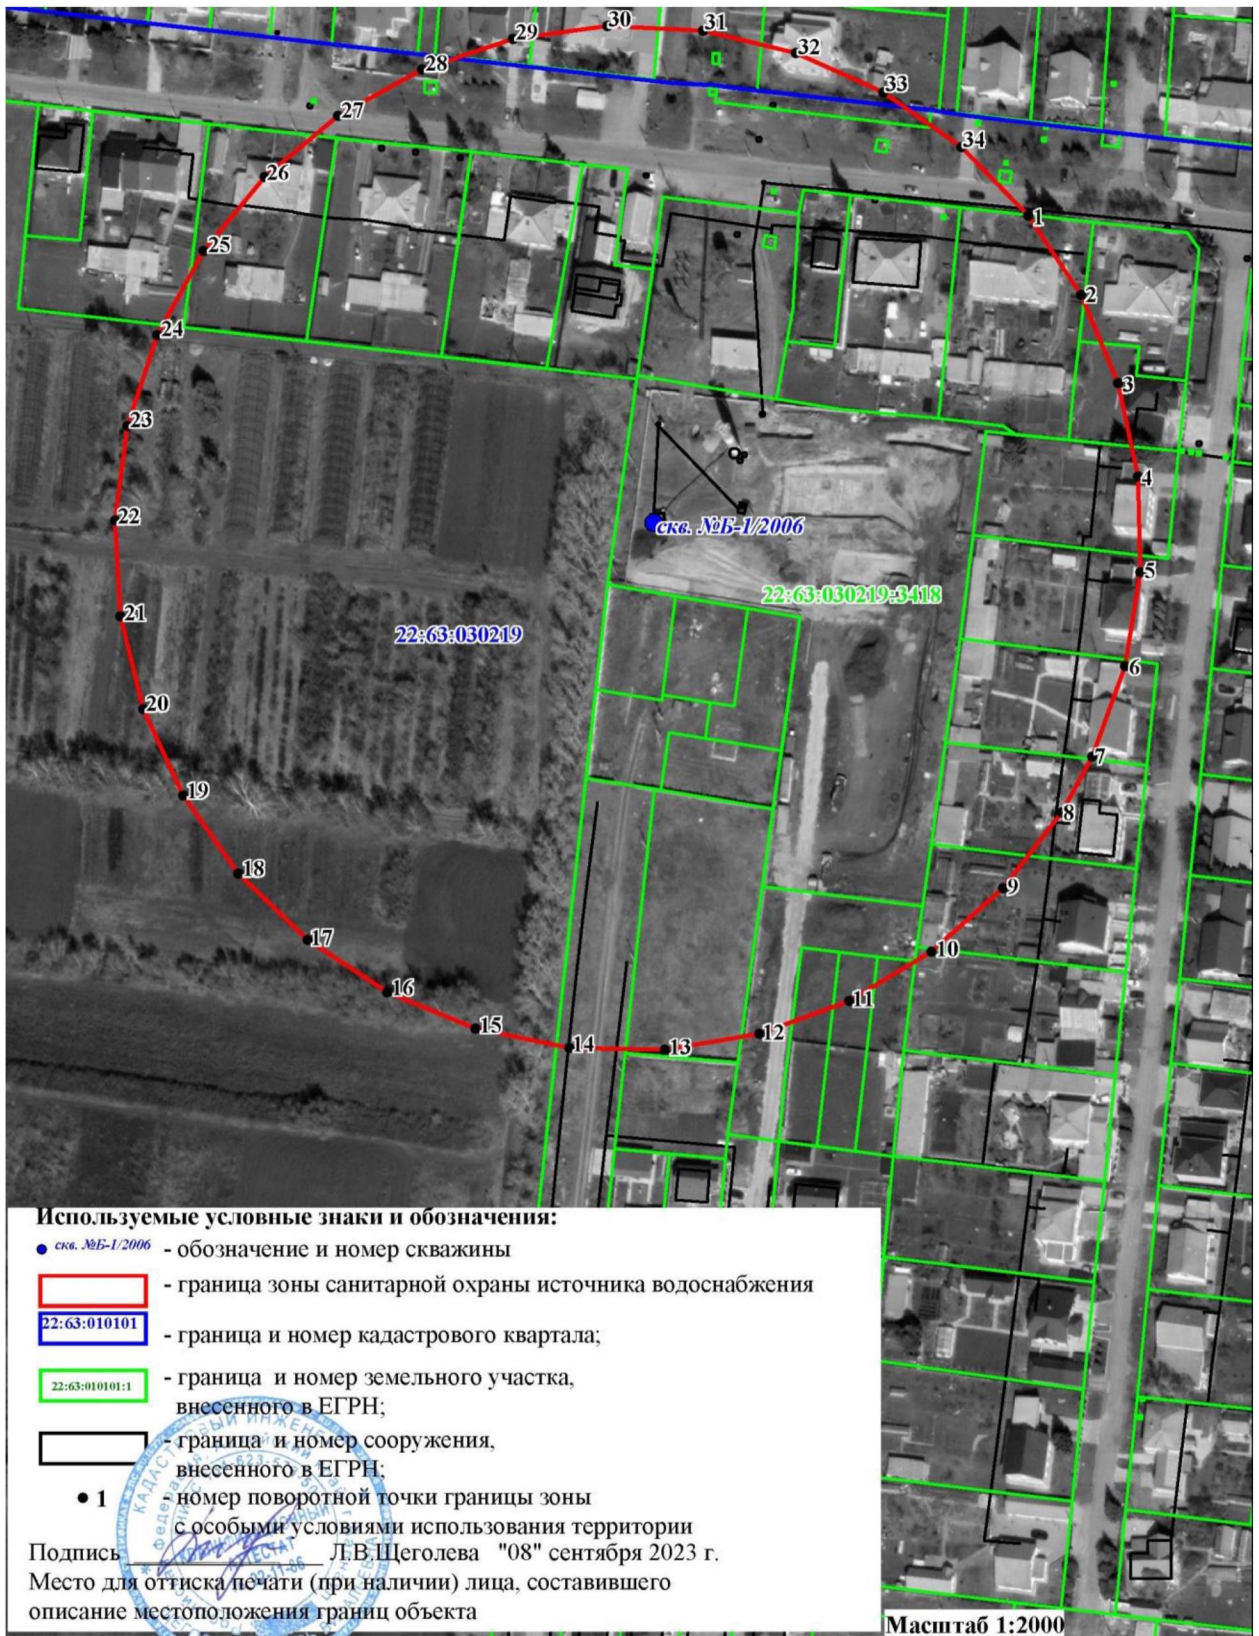 30
31
29
32
28
33
27
34
26
1
25
2
24
3
23
4
22
скв. №Б-1/2006
5
22:63:030219:3418
21
22:63:030219
6
20
7
19
8
18
9
17
10
16
11
15
12
14
13
Используемые условные знаки и обозначения:
скв. №Б-1/2006 - обозначение и номер скважины
- граница зоны санитарной охраны источника водоснабжения
22:63:010101
- граница и номер кадастрового квартала;
22:63:010101:1 - граница и номер земельного участка,
внесенного в ЕГРН;
- граница и номер сооружения,
внесенного в ЕГРН;
1 - номер поворотной точки границы зоны
с особыми условиями использования территории
Подпись Л.В.Щеголева "08" сентября 2023 г.
Место для оттиска печати (при наличии) лица, составившего
описание местоположения границ объекта
Масштаб 1:2000